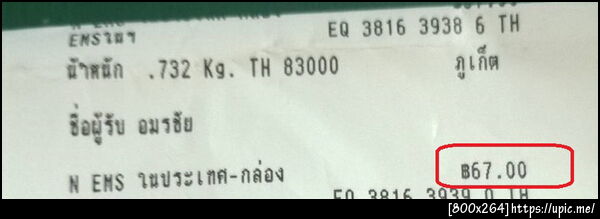 EMSในฯ EQ 3816 3938 6 TH
น้ำหนัก .732 Kg. TH 83000 ภูเก็ต
ชื่อผู้รับ อมรชัย
N EMS ในประเทศ-กล่อง ฿67.00
EQ 3816 3939 0 TH
[800x264]https://upic.me/